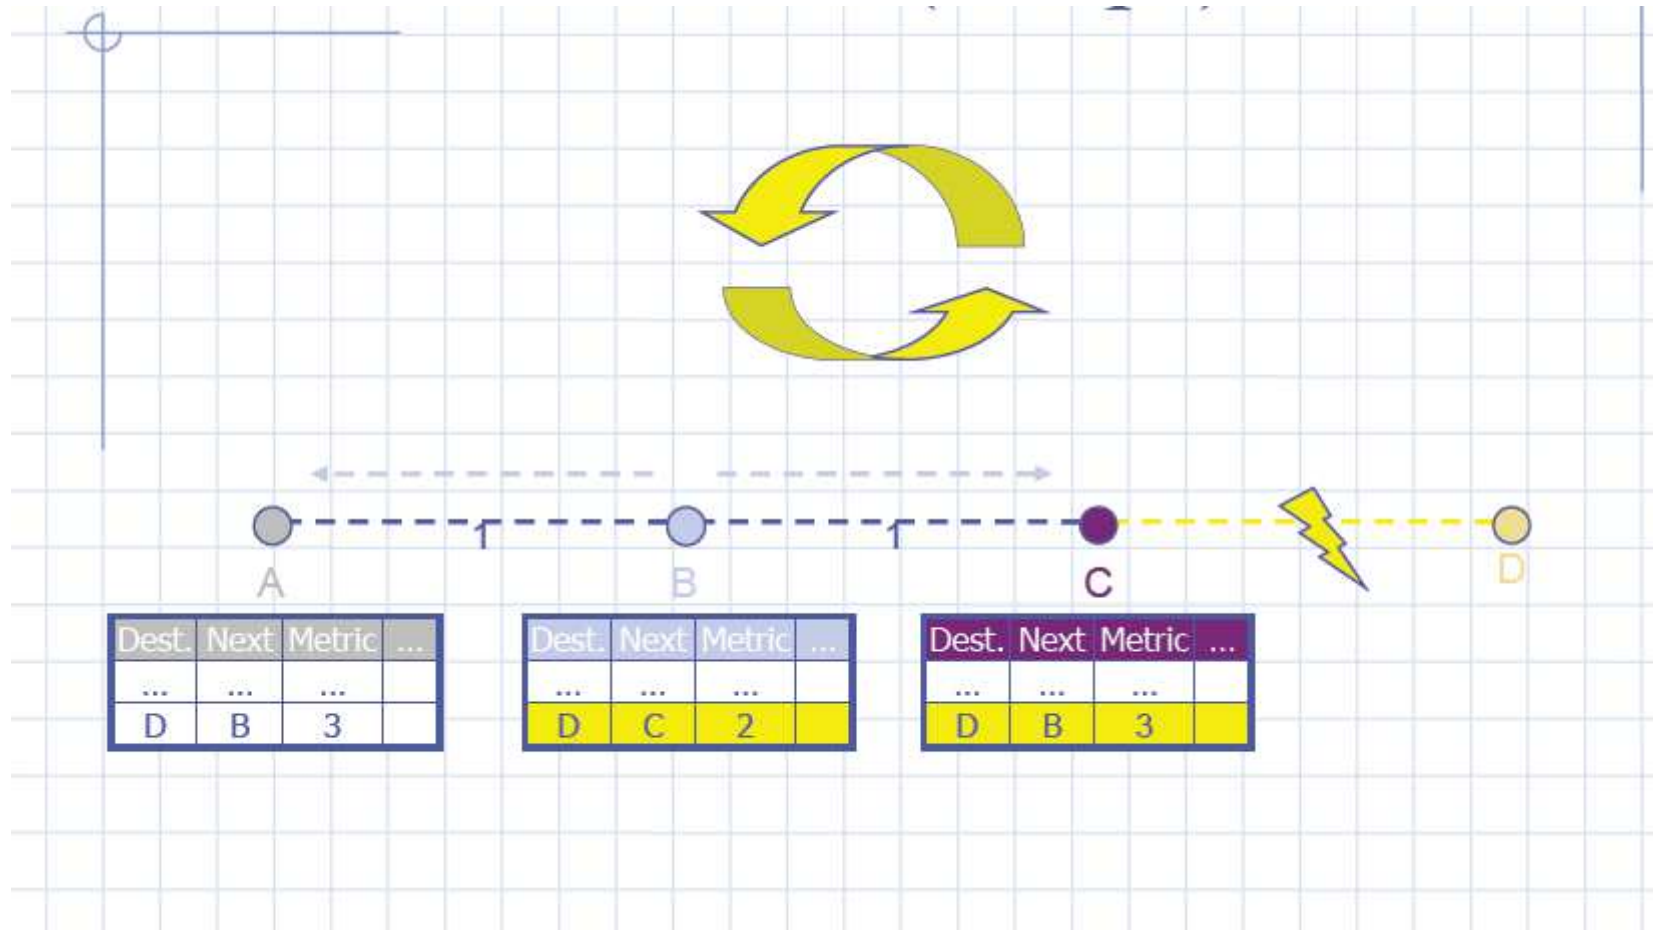 1 1
A B C D
Dest. Next Metric ... Dest. Next Metric ... Dest. Next Metric ...
... ... ... ... ... ... ... ... ...
D B 3 D C 2 D B 3